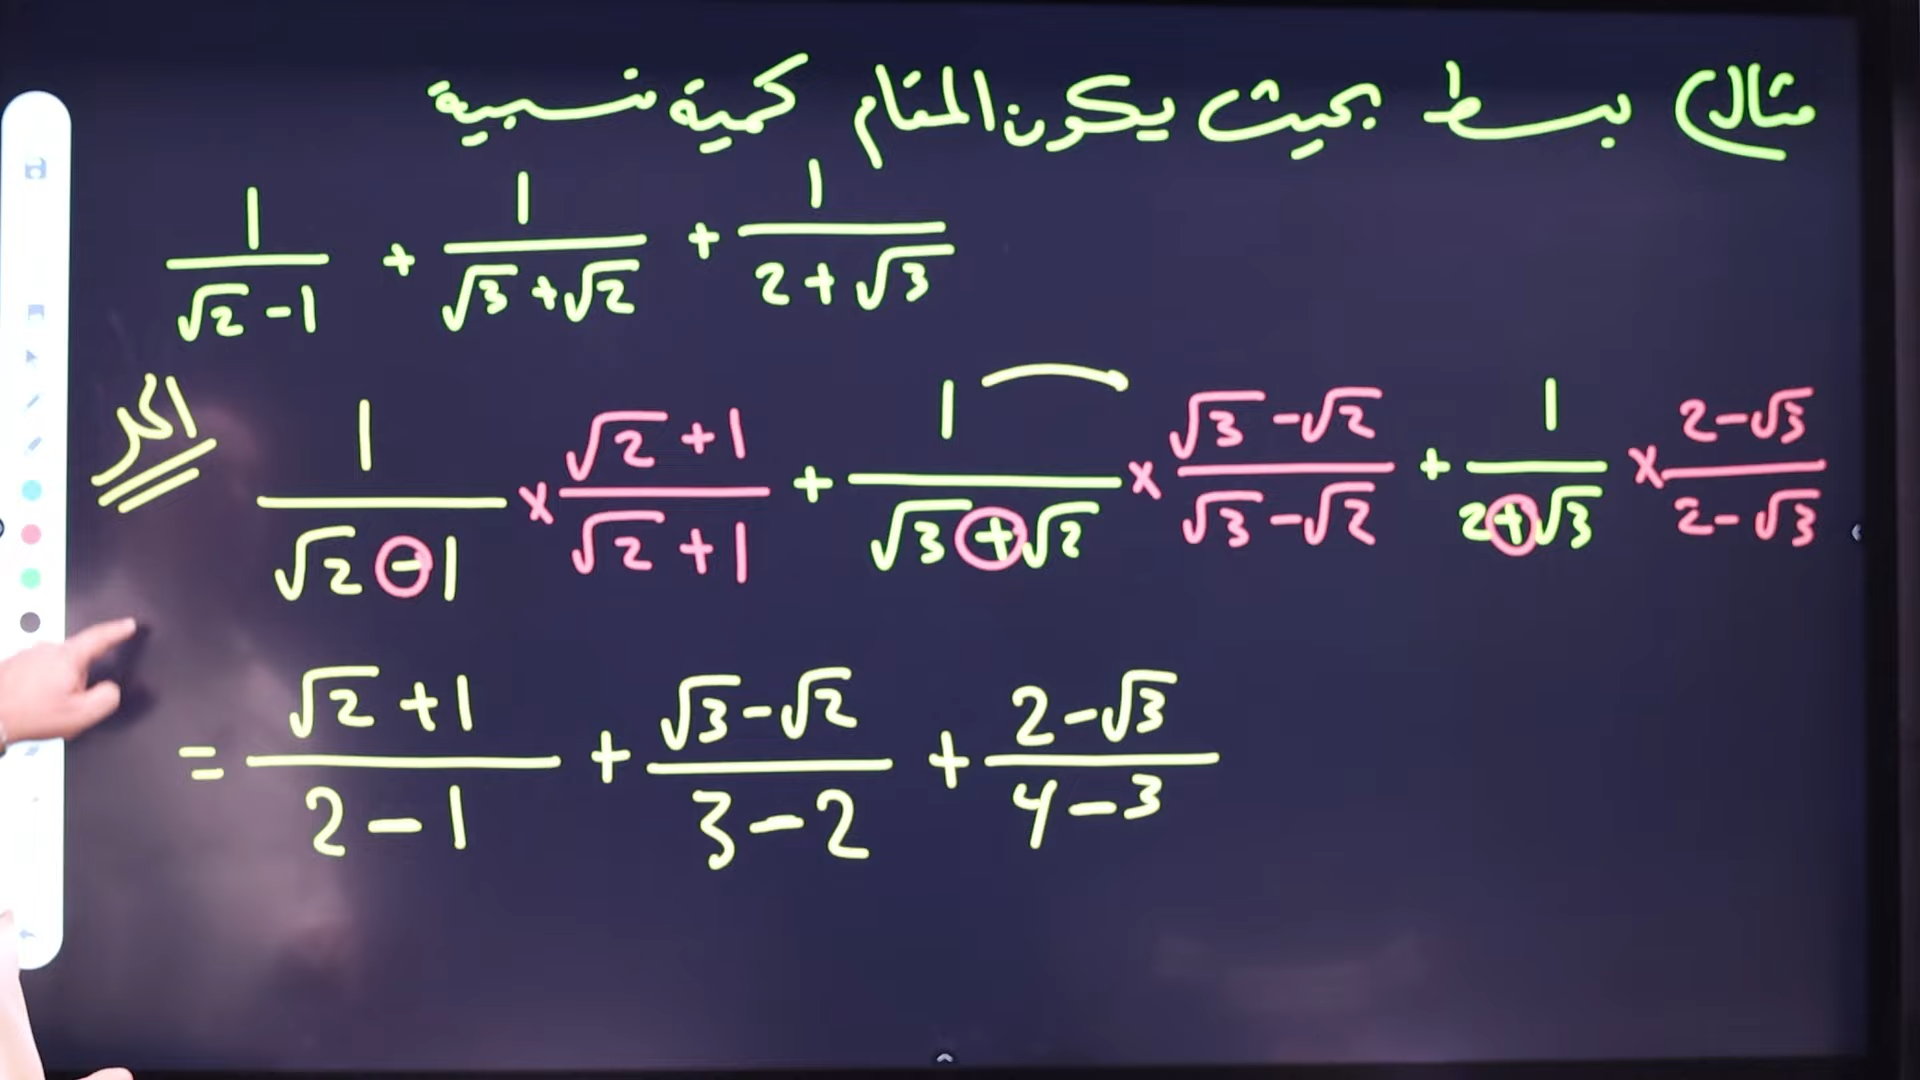 مثال بسط بحيث يكون المقام كمية نسبية
1/(√2 - 1) + 1/(√3 + √2) + 1/(2 + √3)
الحل
1/(√2 - 1) × (√2 + 1)/(√2 + 1) + 1/(√3 + √2) × (√3 - √2)/(√3 - √2) + 1/(2 + √3) × (2 - √3)/(2 - √3)
= (√2 + 1)/(2 - 1) + (√3 - √2)/(3 - 2) + (2 - √3)/(4 - 3)